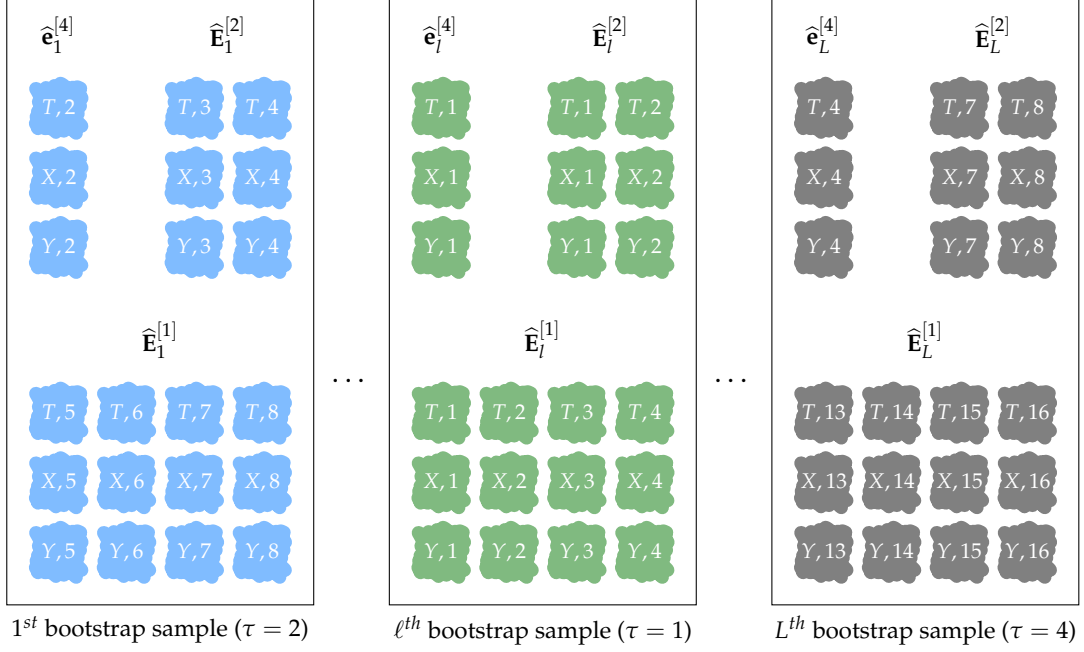 ê₁^[4] Ê₁^[2] ê_l^[4] Ê_l^[2] ê_L^[4] Ê_L^[2]
T, 2 T, 3 T, 4 T, 1 T, 1 T, 2 T, 4 T, 7 T, 8
X, 2 X, 3 X, 4 X, 1 X, 1 X, 2 X, 4 X, 7 X, 8
Y, 2 Y, 3 Y, 4 Y, 1 Y, 1 Y, 2 Y, 4 Y, 7 Y, 8
Ê₁^[1] Ê_l^[1] Ê_L^[1]
... ...
T, 5 T, 6 T, 7 T, 8 T, 1 T, 2 T, 3 T, 4 T, 13 T, 14 T, 15 T, 16
X, 5 X, 6 X, 7 X, 8 X, 1 X, 2 X, 3 X, 4 X, 13 X, 14 X, 15 X, 16
Y, 5 Y, 6 Y, 7 Y, 8 Y, 1 Y, 2 Y, 3 Y, 4 Y, 13 Y, 14 Y, 15 Y, 16
1^st bootstrap sample (τ = 2) ℓ^th bootstrap sample (τ = 1) L^th bootstrap sample (τ = 4)